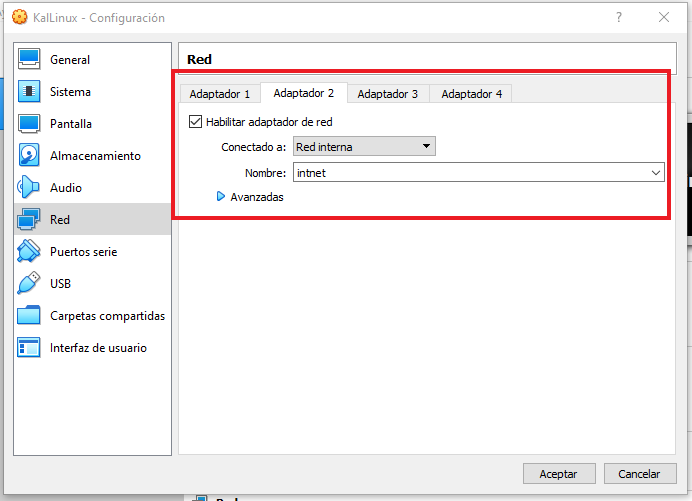 KalLinux - Configuración
?
General
Sistema
Pantalla
Almacenamiento
Audio
Red
Puertos serie
USB
Carpetas compartidas
Interfaz de usuario
Red
Adaptador 1 Adaptador 2 Adaptador 3 Adaptador 4
Habilitar adaptador de red
Conectado a: Red interna
Nombre: intnet
Avanzadas
Aceptar Cancelar